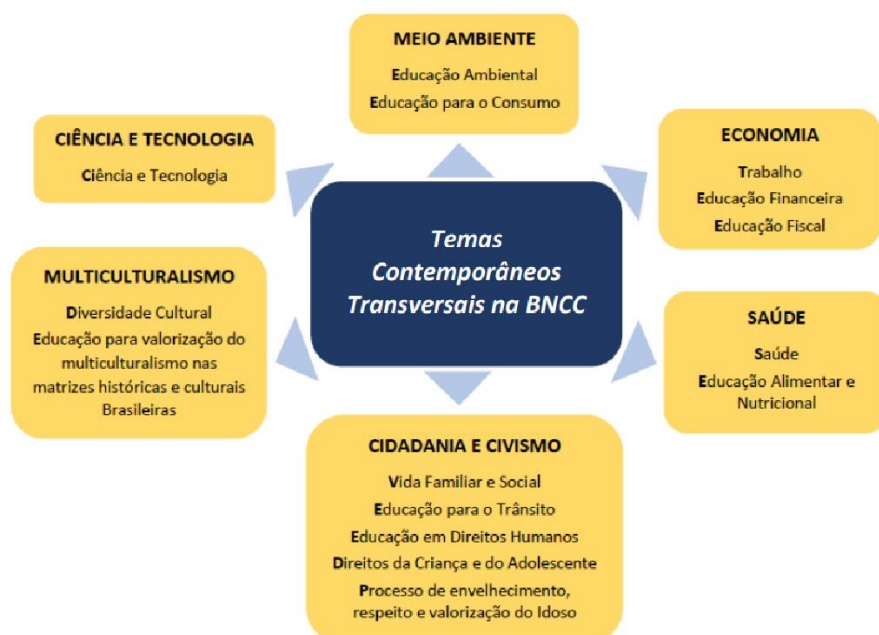 MEIO AMBIENTE
Educação Ambiental
Educação para o Consumo
CIÊNCIA E TECNOLOGIA
Ciência e Tecnologia
ECONOMIA
Trabalho
Educação Financeira
Educação Fiscal
Temas
Contemporâneos
Transversais na BNCC
MULTICULTURALISMO
Diversidade Cultural
Educação para valorização do
multiculturalismo nas
matrizes históricas e culturais
Brasileiras
SAÚDE
Saúde
Educação Alimentar e
Nutricional
CIDADANIA E CIVISMO
Vida Familiar e Social
Educação para o Trânsito
Educação em Direitos Humanos
Direitos da Criança e do Adolescente
Processo de envelhecimento,
respeito e valorização do Idoso